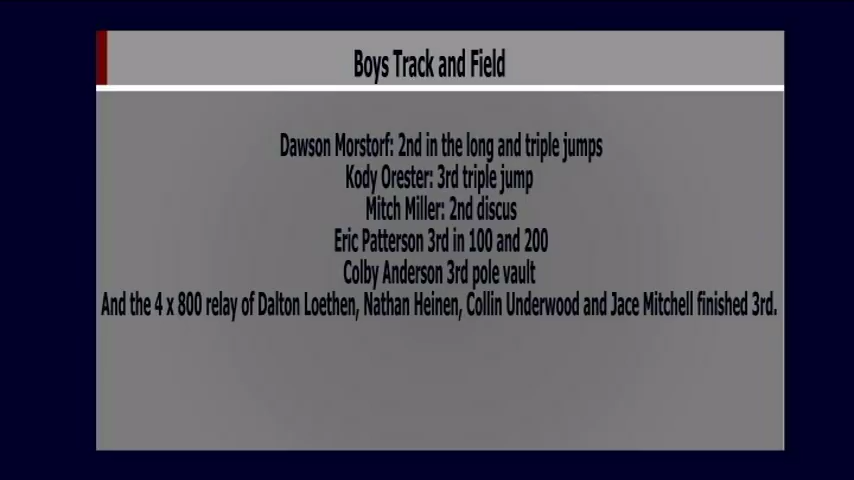 Boys Track and Field
Dawson Morstorf: 2nd in the long and triple jumps
Kody Orester: 3rd triple jump
Mitch Miller: 2nd discus
Eric Patterson 3rd in 100 and 200
Colby Anderson 3rd pole vault
And the 4 x 800 relay of Dalton Loethen, Nathan Heinen, Collin Underwood and Jace Mitchell finished 3rd.